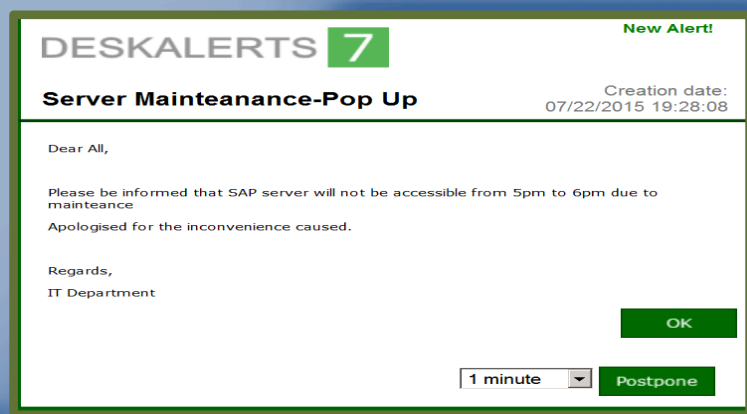 New Alert!
DESKALERTS 7
Server Mainteanance-Pop Up
Creation date:
07/22/2015 19:28:08
Dear All,
Please be informed that SAP server will not be accessible from 5pm to 6pm due to
mainteance
Apologised for the inconvenience caused.
Regards,
IT Department
OK
1 minute
Postpone